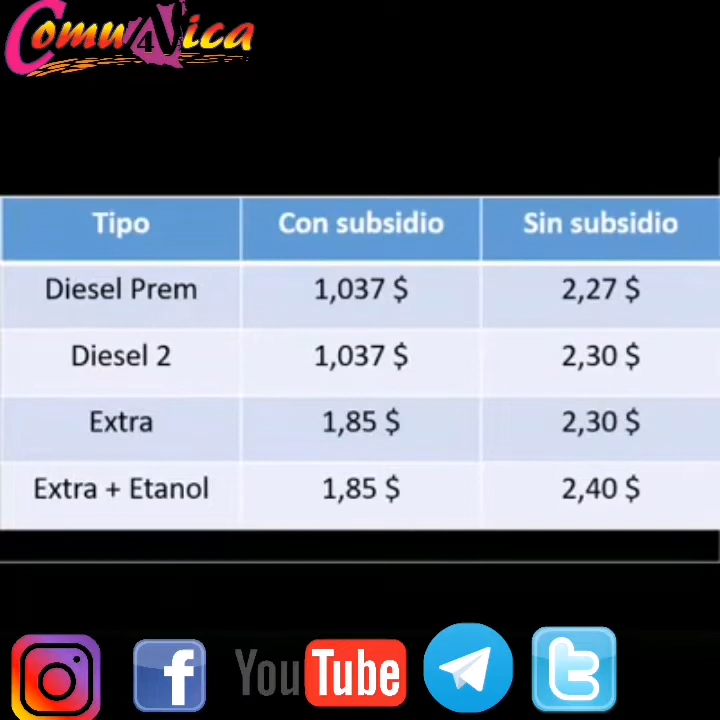 Comun4Vica
Tipo Con subsidio Sin subsidio
Diesel Prem 1,037 $ 2,27 $
Diesel 2 1,037 $ 2,30 $
Extra 1,85 $ 2,30 $
Extra + Etanol 1,85 $ 2,40 $
f YouTube